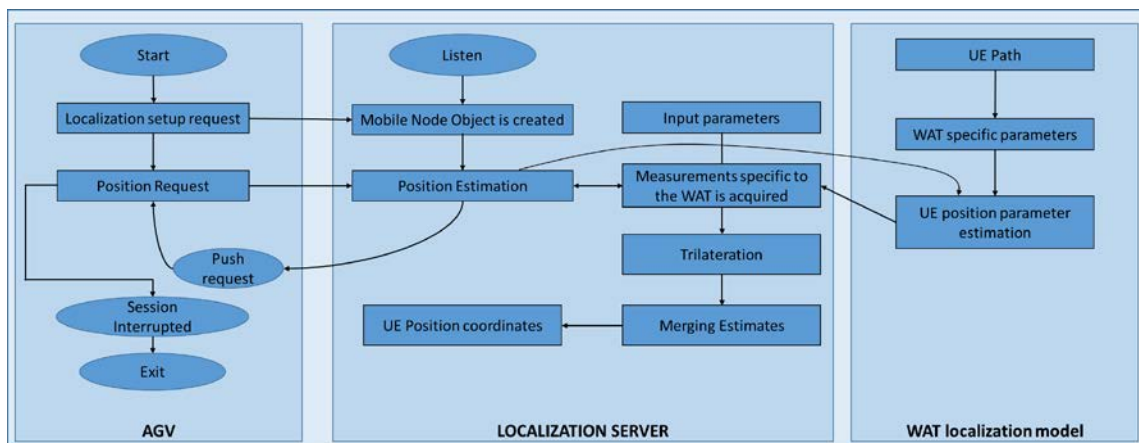 Start
Localization setup request
Position Request
Push
request
Session
Interrupted
Exit
AGV
Listen
Mobile Node Object is created
Position Estimation
Input parameters
Measurements specific
to the WAT is acquired
Trilateration
Merging Estimates
UE Position coordinates
LOCALIZATION SERVER
UE Path
WAT specific parameters
UE position parameter
estimation
WAT localization model